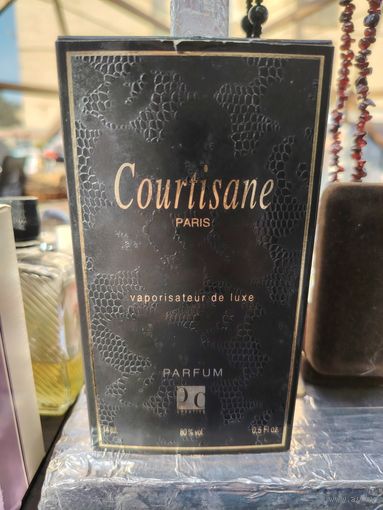 Courtisane
PARIS
vaporisateur de luxe
PARFUM
80% vol.
0.5 Fl oz